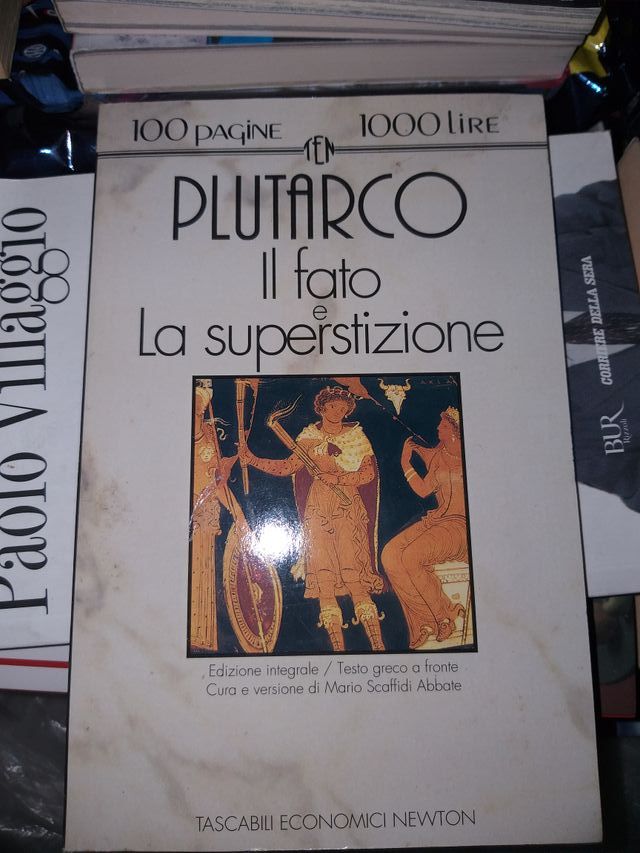 100 PAGINE 1000 LIRE
TEN
PLUTARCO
Il fato
e
La superstizione
Edizione integrale / Testo greco a fronte
Cura e versione di Mario Scaffidi Abbate
TASCABILI ECONOMICI NEWTON
Paolo Villaggio
CORRIERE DELLA SERA
BUR
Rizzoli